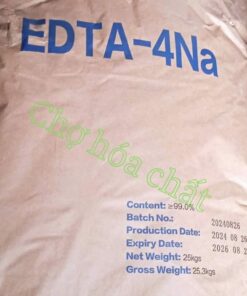 EDTA-4Na
Chợ hóa chất
Content: ≥99.0%
Batch No.: 20240826
Production Date: 2024 08 26
Expiry Date: 2026 08 2
Net Weight: 25kgs
Gross Weight: 25.3kgs